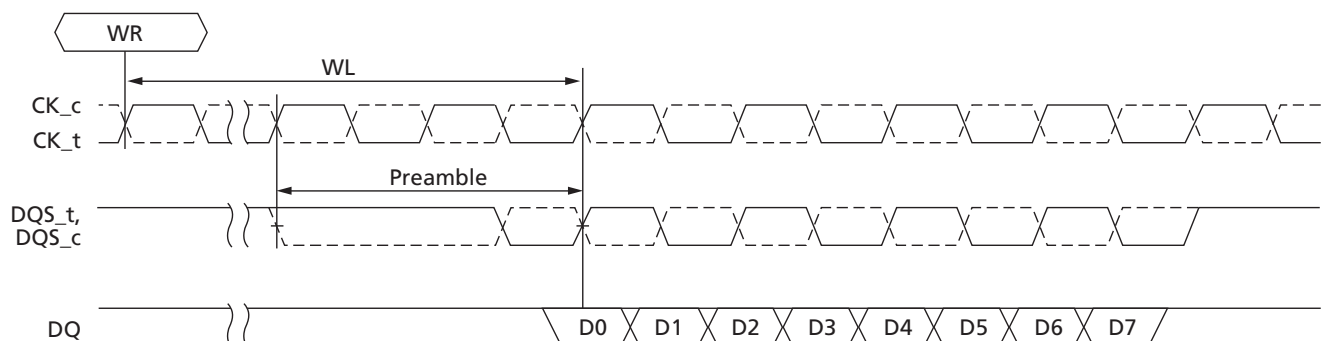 WR
WL
CK_c
CK_t
Preamble
DQS_t,
DQS_c
DQ
D0 D1 D2 D3 D4 D5 D6 D7